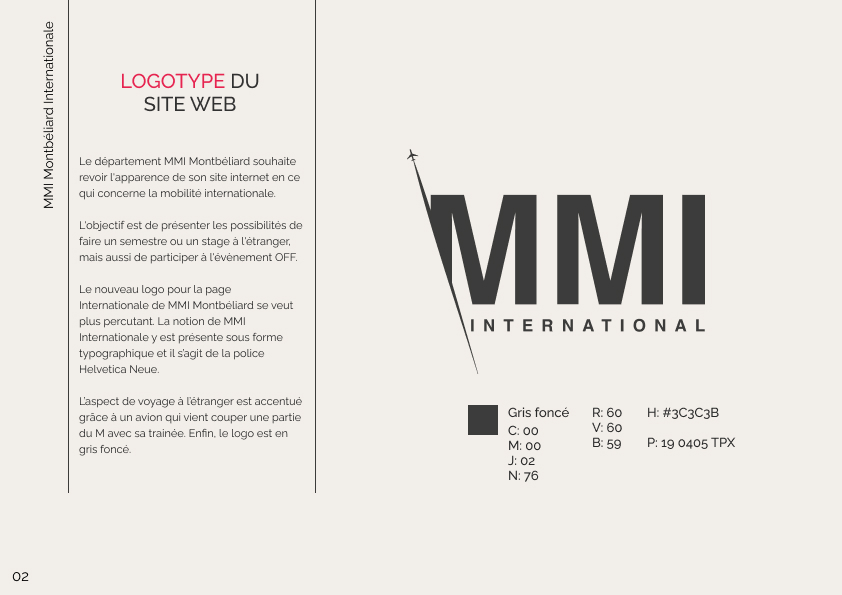 MMI Montbéliard Internationale
LOGOTYPE DU
SITE WEB
Le département MMI Montbéliard souhaite
revoir l'apparence de son site internet en ce
qui concerne la mobilité internationale.
L'objectif est de présenter les possibilités de
faire un semestre ou un stage à l'étranger,
mais aussi de participer à l'événement OFF.
Le nouveau logo pour la page
Internationale de MMI Montbéliard se veut
plus percutant. La notion de MMI
Internationale y est présente sous forme
typographique et il s'agit de la police
Helvetica Neue.
L'aspect de voyage à l'étranger est accentué
grâce à un avion qui vient couper une partie
du M avec sa trainée. Enfin, le logo est en
gris foncé.
MMI
INTERNATIONAL
Gris foncé
C: 00
M: 00
J: 02
N: 76
R: 60
V: 60
B: 59
H: #3C3C3B
P: 19 0405 TPX
02